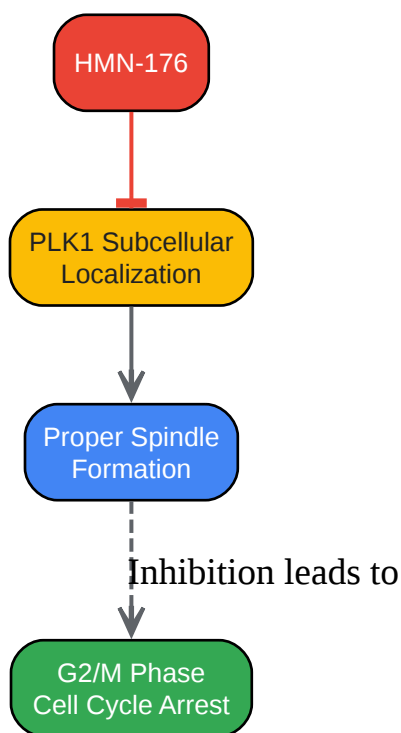 HMN-176
PLK1 Subcellular
Localization
Proper Spindle
Formation
Inhibition leads to
G2/M Phase
Cell Cycle Arrest